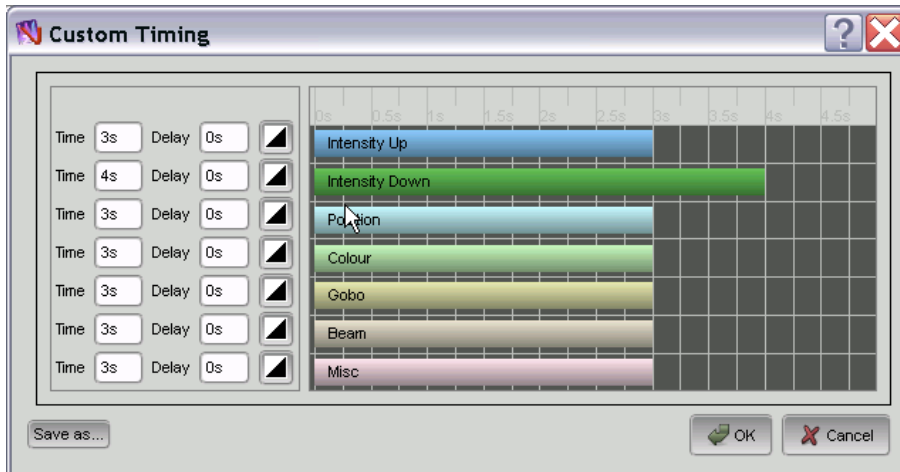 Custom Timing
0s 0.5s 1s 1.5s 2s 2.5s 3s 3.5s 4s 4.5s
Time 3s Delay 0s Intensity Up
Time 4s Delay 0s Intensity Down
Time 3s Delay 0s Position
Time 3s Delay 0s Colour
Time 3s Delay 0s Gobo
Time 3s Delay 0s Beam
Time 3s Delay 0s Misc
Save as... OK Cancel